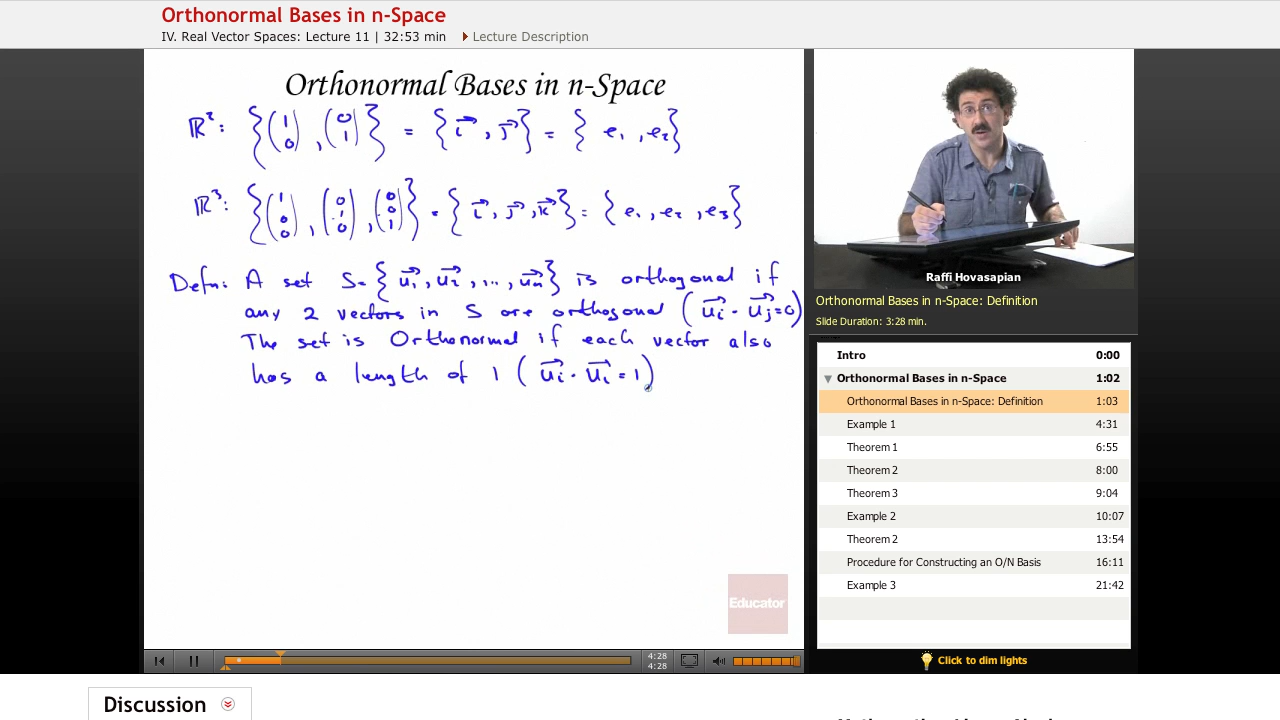 Orthonormal Bases in n-Space
IV. Real Vector Spaces: Lecture 11 | 32:53 min Lecture Description
Orthonormal Bases in n-Space
ℝ²: {(1 0), (0 1)} = {i⃗, j⃗} = {e₁, e₂}
ℝ³: {(1 0 0), (0 1 0), (0 0 1)} = {i⃗, j⃗, k⃗} = {e₁, e₂, e₃}
Defn: A set S = {u⃗₁, u⃗₂, ..., u⃗ₙ} is orthogonal if
any 2 vectors in S are orthogonal (u⃗ᵢ · u⃗ⱼ = 0)
The set is Orthonormal if each vector also
has a length of 1 (u⃗ᵢ · u⃗ᵢ = 1)
Educator
4:28
4:28
Raffi Hovasapian
Orthonormal Bases in n-Space: Definition
Slide Duration: 3:28 min.
Intro 0:00
Orthonormal Bases in n-Space 1:02
Orthonormal Bases in n-Space: Definition 1:03
Example 1 4:31
Theorem 1 6:55
Theorem 2 8:00
Theorem 3 9:04
Example 2 10:07
Theorem 2 13:54
Procedure for Constructing an O/N Basis 16:11
Example 3 21:42
Click to dim lights
Discussion